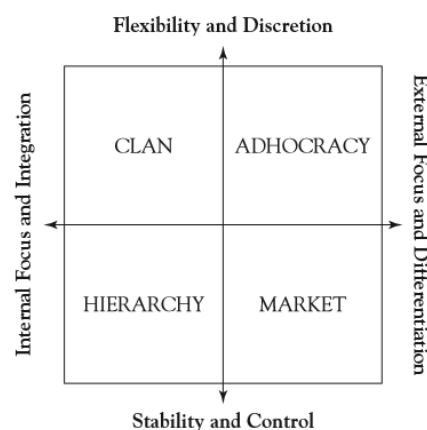 Flexibility and Discretion
Internal Focus and Integration
External Focus and Differentiation
CLAN
ADHOCRACY
HIERARCHY
MARKET
Stability and Control